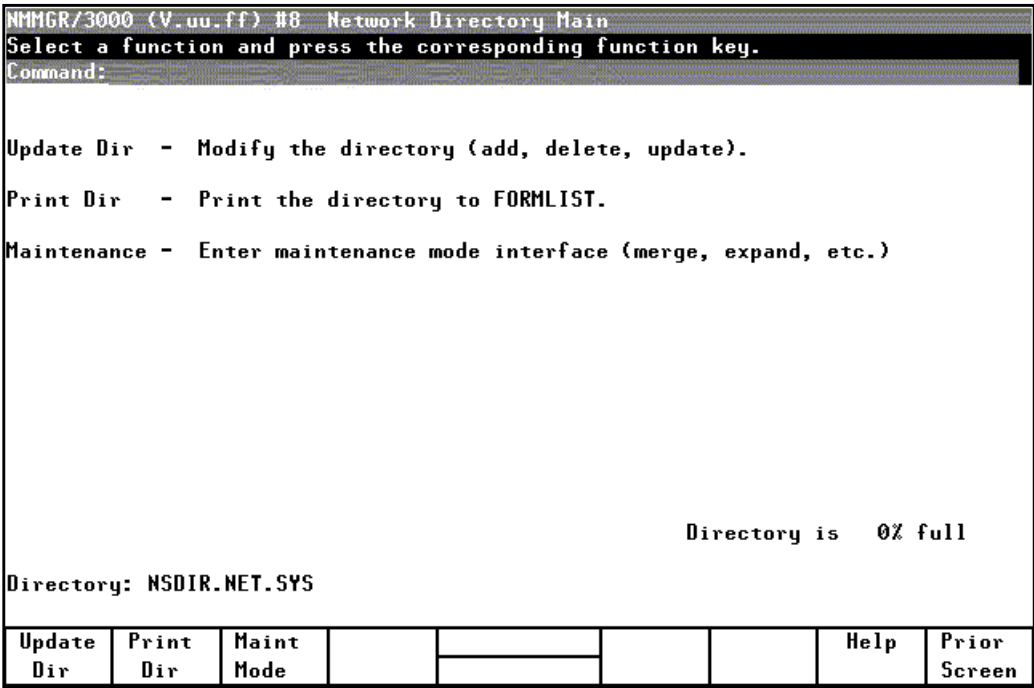 NMMGR/3000 (V.uu.ff) #8  Network Directory Main
Select a function and press the corresponding function key.
Command:
Update Dir  -  Modify the directory (add, delete, update).
Print Dir   -  Print the directory to FORMLIST.
Maintenance -  Enter maintenance mode interface (merge, expand, etc.)
Directory is   0% full
Directory: NSDIR.NET.SYS
Update Print Maint Help Prior
Dir Dir Mode Screen